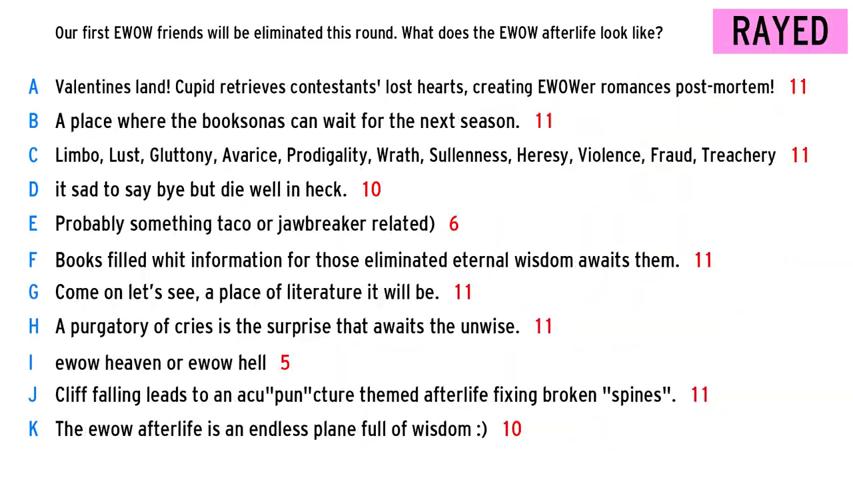 Our first EWOW friends will be eliminated this round. What does the EWOW afterlife look like?
RAYED
A Valentines land! Cupid retrieves contestants' lost hearts, creating EWOWer romances post-mortem! 11
B A place where the booksonas can wait for the next season. 11
C Limbo, Lust, Gluttony, Avarice, Prodigality, Wrath, Sullenness, Heresy, Violence, Fraud, Treachery 11
D it sad to say bye but die well in heck. 10
E Probably something taco or jawbreaker related) 6
F Books filled whit information for those eliminated eternal wisdom awaits them. 11
G Come on let's see, a place of literature it will be. 11
H A purgatory of cries is the surprise that awaits the unwise. 11
I ewow heaven or ewow hell 5
J Cliff falling leads to an acu"pun"cture themed afterlife fixing broken "spines". 11
K The ewow afterlife is an endless plane full of wisdom :) 10